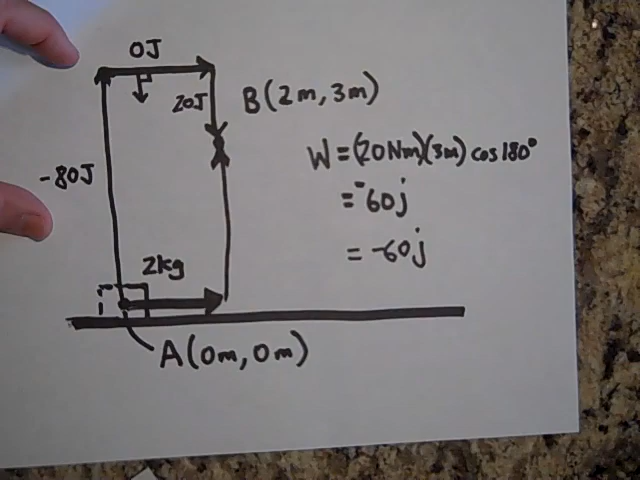 0J
20J
B(2m, 3m)
W = (20Nm)(3m) cos 180°
-80J
= -60j
= -60j
2kg
A(0m, 0m)